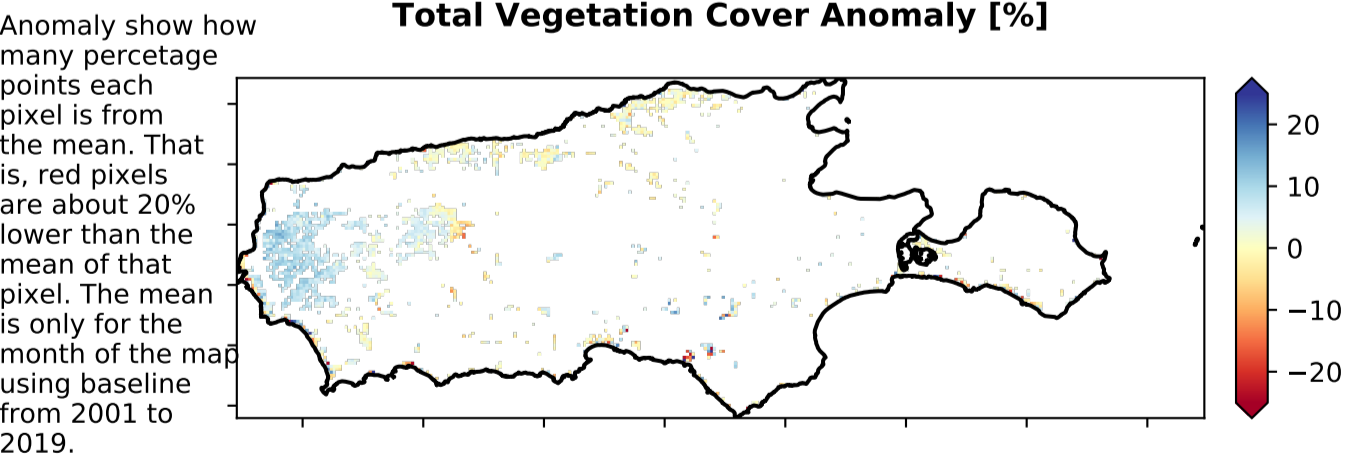 Total Vegetation Cover Anomaly [%]
Anomaly show how
many percetage
points each
pixel is from
the mean. That
is, red pixels
are about 20%
lower than the
mean of that
pixel. The mean
is only for the
month of the map
using baseline
from 2001 to
2019.
20
10
0
−10
−20